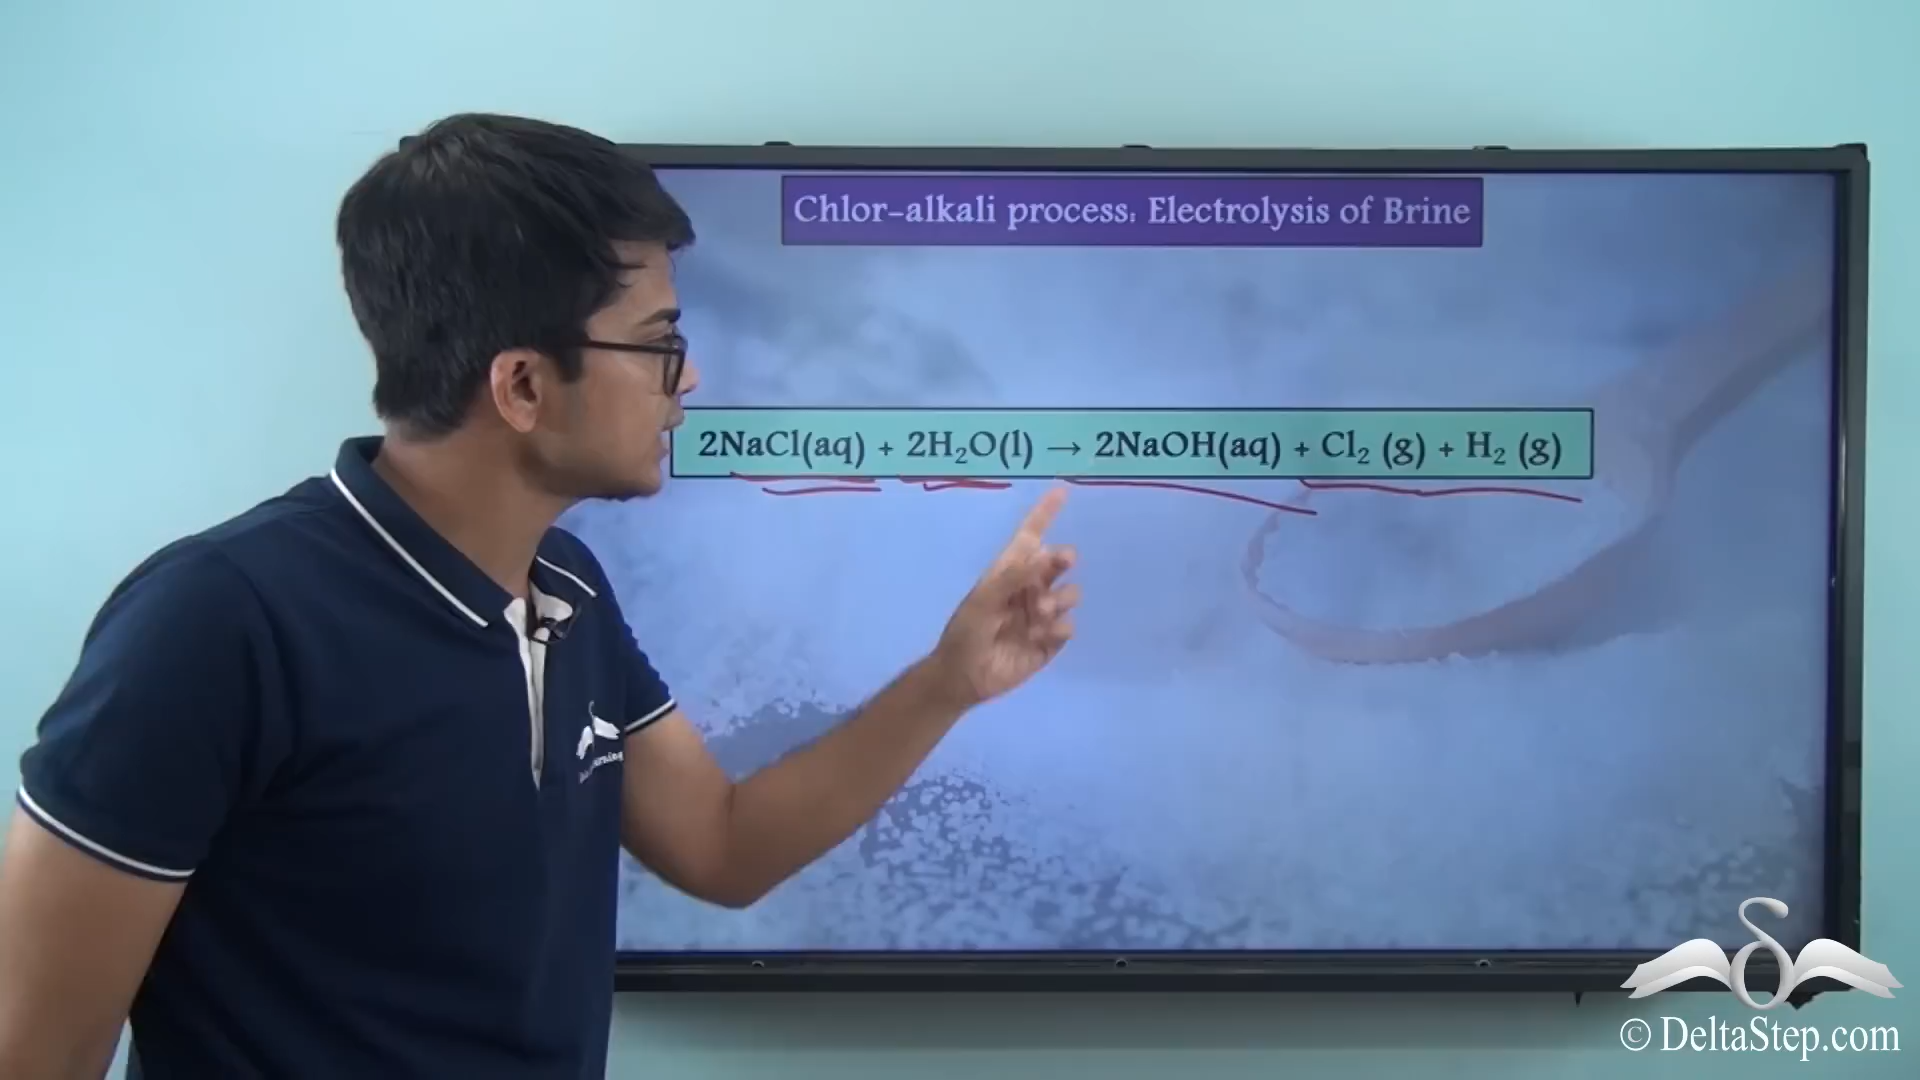 Chlor-alkali process: Electrolysis of Brine
2NaCl(aq) + 2H₂O(l) → 2NaOH(aq) + Cl₂ (g) + H₂ (g)
© DeltaStep.com